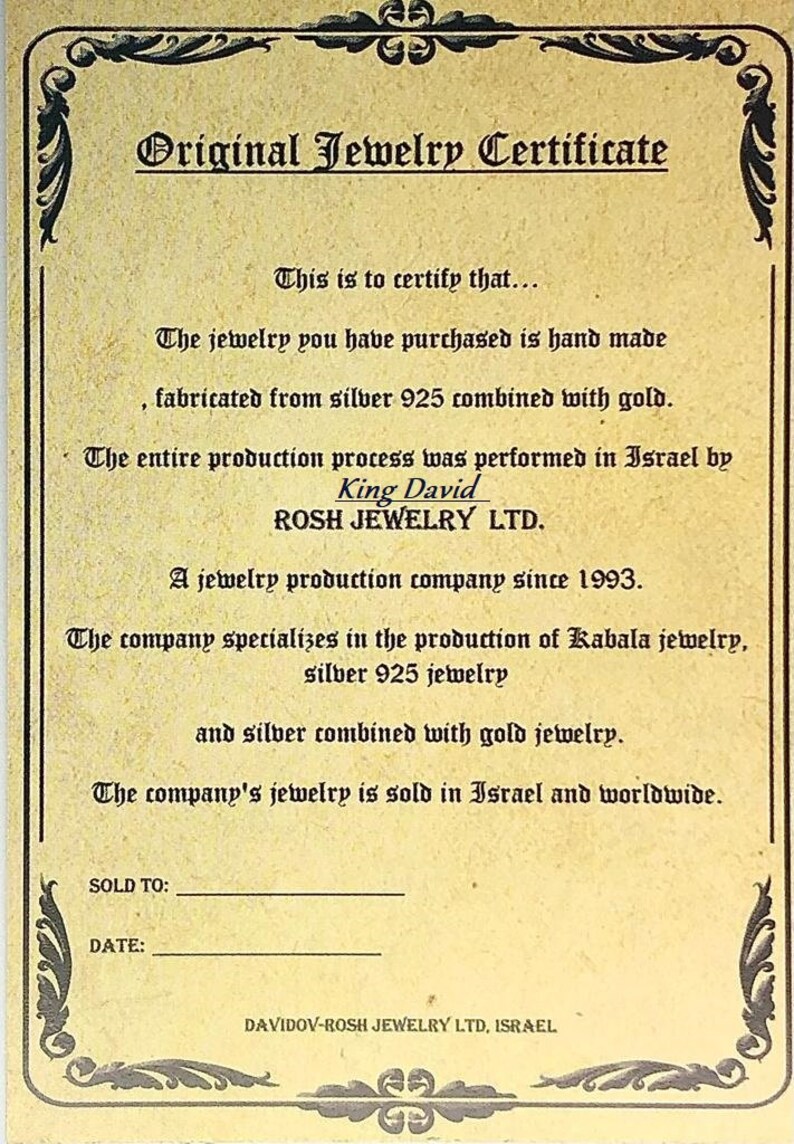 Original Jewelry Certificate
This is to certify that...
The jewelry you have purchased is hand made
, fabricated from silver 925 combined with gold.
The entire production process was performed in Israel by
King David
ROSH JEWELRY LTD.
A jewelry production company since 1993.
The company specializes in the production of Kabala jewelry,
silver 925 jewelry
and silver combined with gold jewelry.
The company's jewelry is sold in Israel and worldwide.
SOLD TO:
DATE:
DAVIDOV-ROSH JEWELRY LTD, ISRAEL